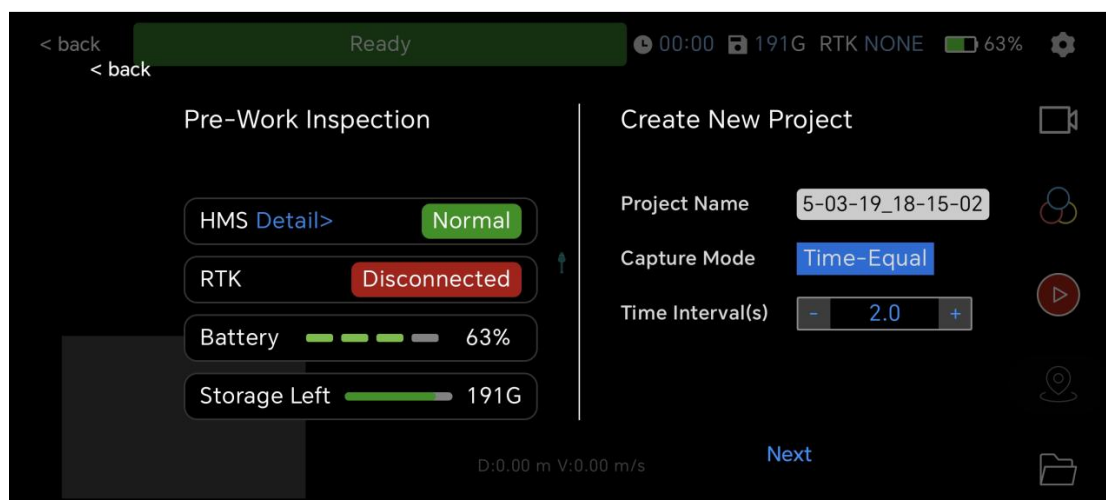 < back Ready 00:00 191G RTK NONE 63%
< back
Pre-Work Inspection
HMS Detail> Normal
RTK Disconnected
Battery 63%
Storage Left 191G
Create New Project
Project Name 5-03-19_18-15-02
Capture Mode Time-Equal
Time Interval(s) - 2.0 +
D:0.00 m V:0.00 m/s
Next